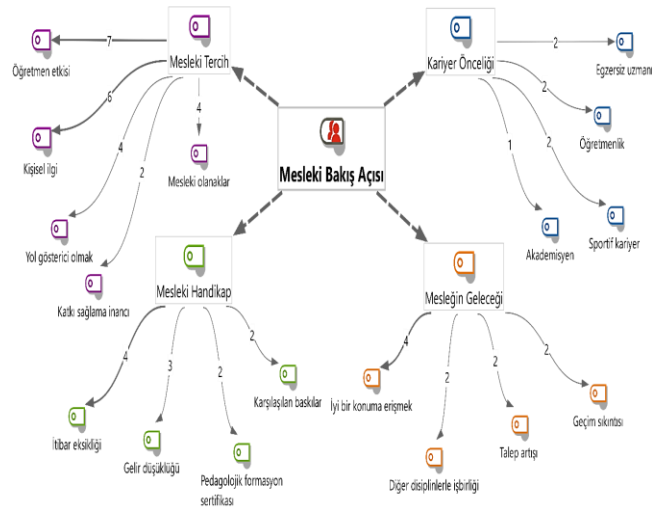 7
Öğretmen etkisi
Mesleki Tercih
6
Kişisel ilgi
4
Mesleki olanaklar
4
Yol gösterici olmak
2
Katkı sağlama inancı
Kariyer Önceliği
2
Egzersiz uzmanı
2
Öğretmenlik
2
Sportif kariyer
1
Akademisyen
Mesleki Bakış Açısı
Mesleki Handikap
4
İtibar eksikliği
3
Gelir düşüklüğü
2
Pedagolojik formasyon
sertifikası
2
Karşılaşılan baskılar
Mesleğin Geleceği
4
İyi bir konuma erişmek
2
Diğer disiplinlerle işbirliği
2
Talep artışı
2
Geçim sıkıntısı